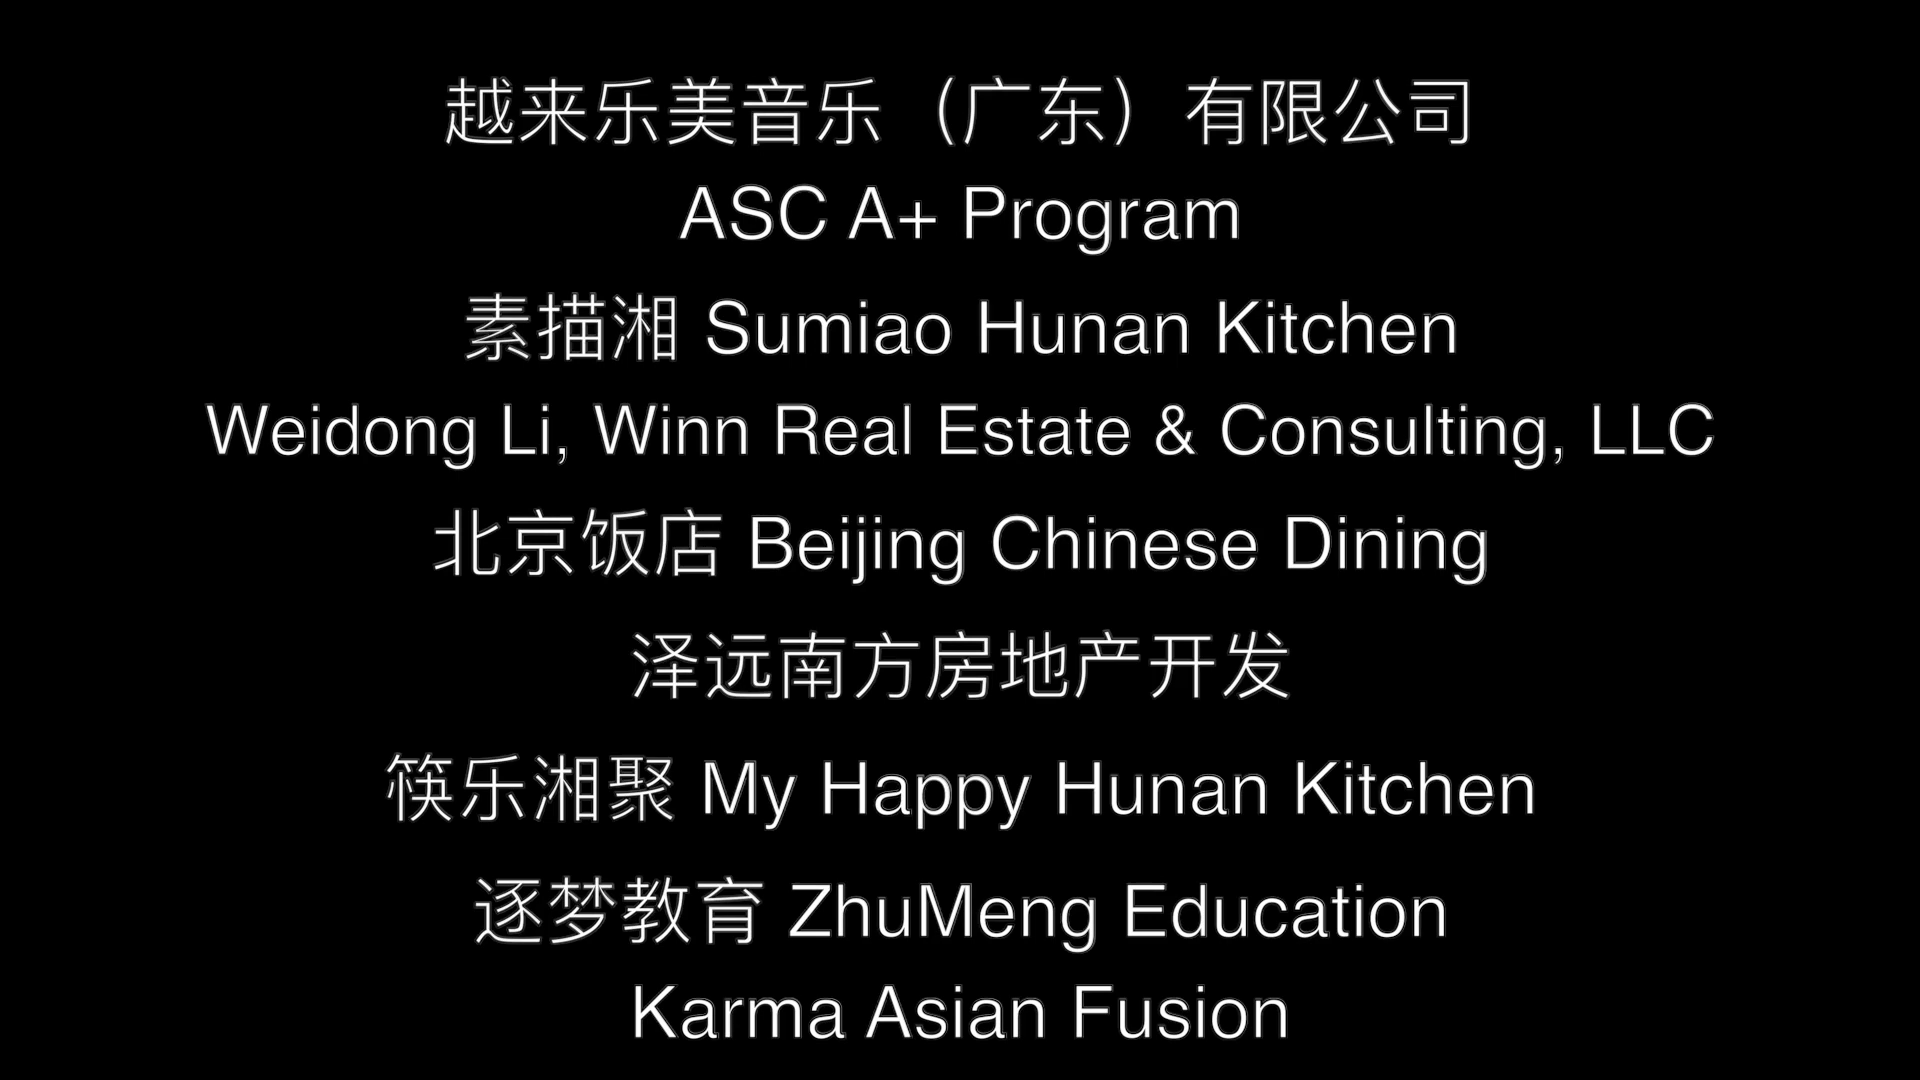 越来乐美音乐（广东）有限公司
ASC A+ Program
素描湘 Sumiao Hunan Kitchen
Weidong Li, Winn Real Estate & Consulting, LLC
北京饭店 Beijing Chinese Dining
泽远南方房地产开发
筷乐湘聚 My Happy Hunan Kitchen
逐梦教育 ZhuMeng Education
Karma Asian Fusion